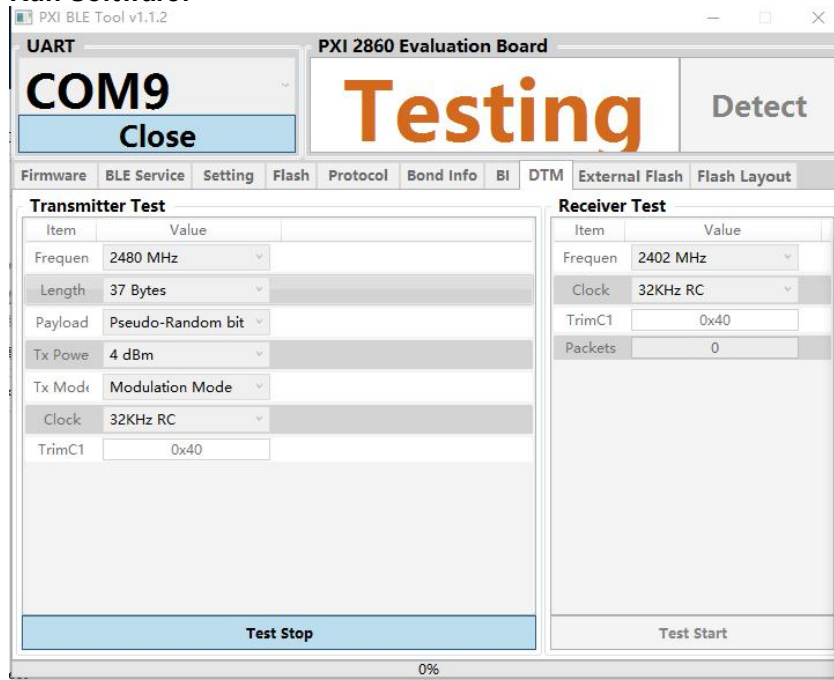 Run Software:
PXI BLE Tool v1.1.2
UART
PXI 2860 Evaluation Board
COM9
Close
Testing
Detect
Firmware BLE Service Setting Flash Protocol Bond Info BI DTM External Flash Flash Layout
Transmitter Test
Item Value
Frequen 2480 MHz
Length 37 Bytes
Payload Pseudo-Random bit
Tx Powe 4 dBm
Tx Mode Modulation Mode
Clock 32KHz RC
TrimC1 0x40
Test Stop
Receiver Test
Item Value
Frequen 2402 MHz
Clock 32KHz RC
TrimC1 0x40
Packets 0
Test Start
0%